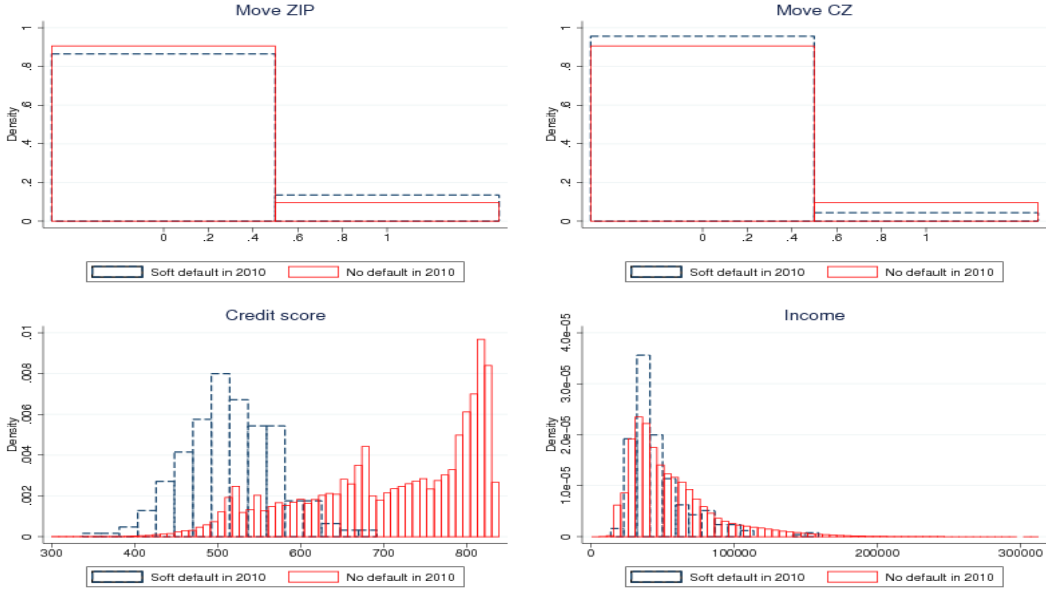 Move ZIP
Density
0 .2 .4 .6 .8 1
0 .2 .4 .6 .8 1
Soft default in 2010 No default in 2010
Move CZ
Density
0 .2 .4 .6 .8 1
0 .2 .4 .6 .8 1
Soft default in 2010 No default in 2010
Credit score
Density
0 .002 .004 .006 .008 .01
300 400 500 600 700 800
Soft default in 2010 No default in 2010
Income
Density
0 1.0e-05 2.0e-05 3.0e-05 4.0e-05
0 100000 200000 300000
Soft default in 2010 No default in 2010